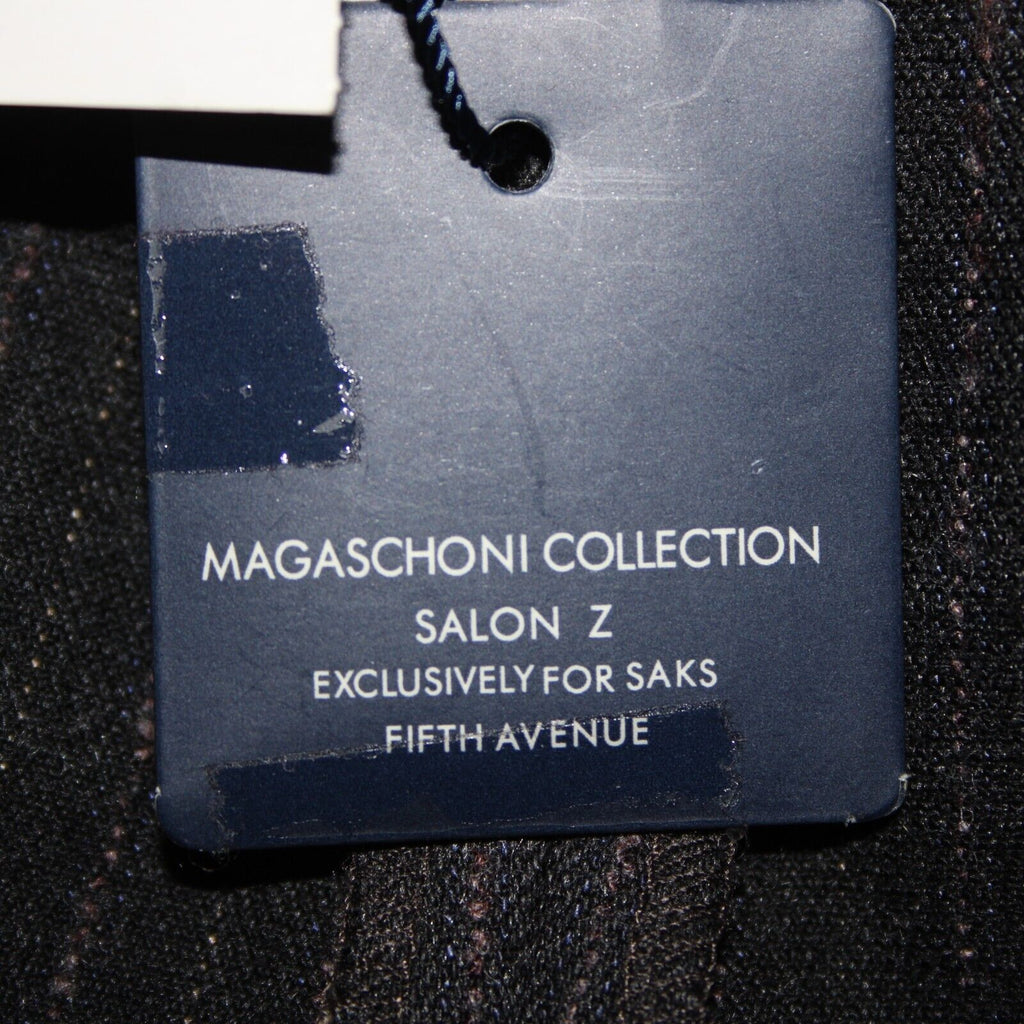 MAGASCHONI COLLECTION
SALON Z
EXCLUSIVELY FOR SAKS
FIFTH AVENUE